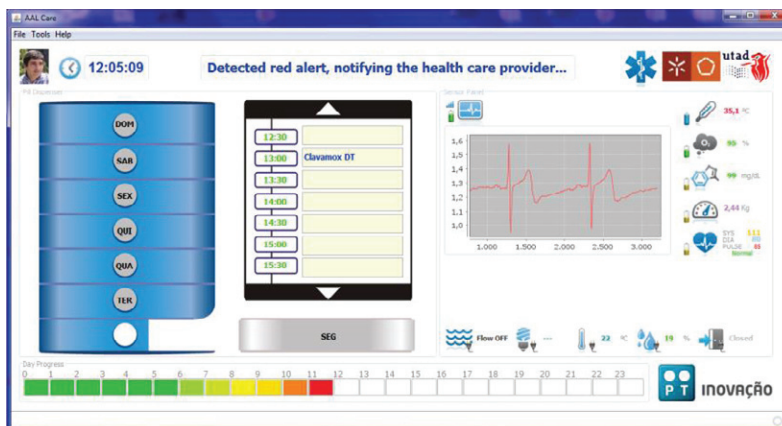 AAL Care
File Tools Help
12:05:09
Detected red alert, notifying the health care provider...
utad
Pill Dispenser
Sensor Panel
DOM
SAB
SEX
QUI
QUA
TER
12:30
13:00 Clavamox DT
13:30
14:00
14:30
15:00
15:30
SEG
1,6
1,5
1,4
1,3
1,2
1,1
1,0
1.000 1.500 2.000 2.500 3.000
35,1 ºC
O2
%
99 mg/dL
2,44 Kg
SYS
DIA
PULSE
Normal
Flow OFF
22 ºC
19 %
Closed
Day Progress
0 1 2 3 4 5 6 7 8 9 10 11 12 13 14 15 16 17 18 19 20 21 22 23
PT INOVAÇÃO